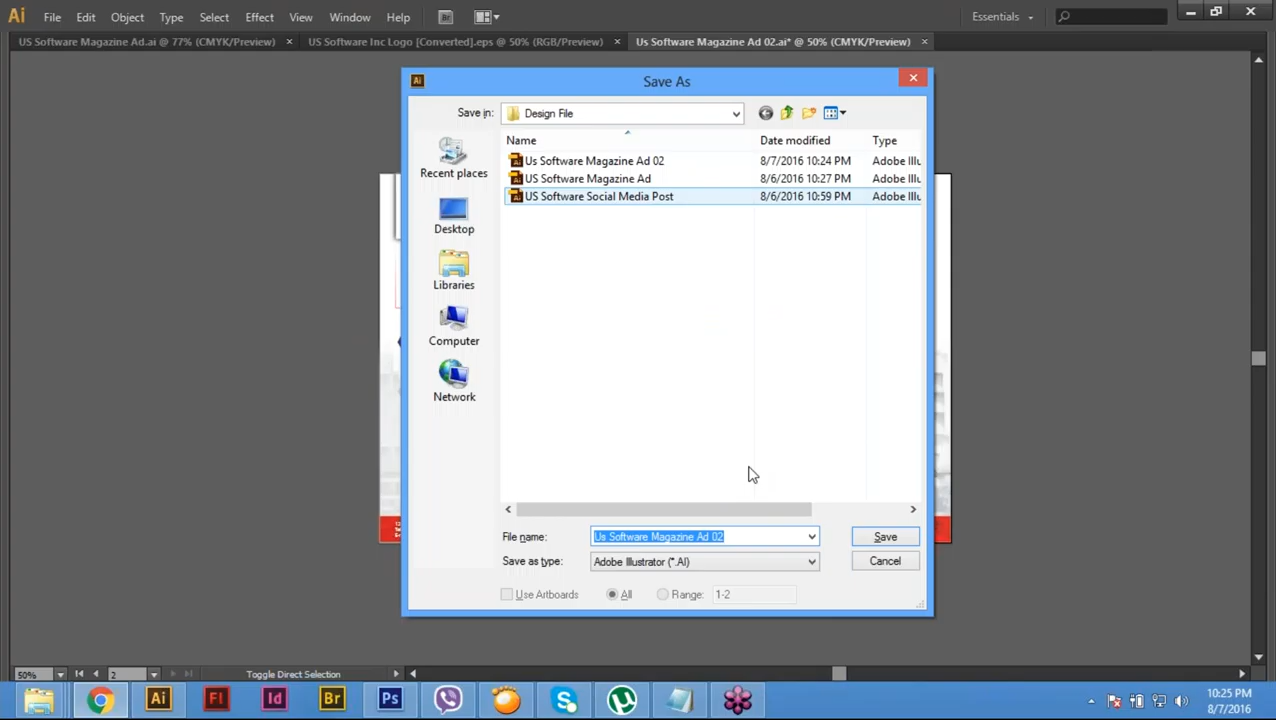 Ai File Edit Object Type Select Effect View Window Help Br Essentials
US Software Magazine Ad.ai @ 77% (CMYK/Preview) US Software Inc Logo [Converted].eps @ 50% (RGB/Preview) Us Software Magazine Ad 02.ai* @ 50% (CMYK/Preview)
Ai Save As
Save in: Design File
Name Date modified Type
Us Software Magazine Ad 02 8/7/2016 10:24 PM Adobe Illu
US Software Magazine Ad 8/6/2016 10:27 PM Adobe Illu
US Software Social Media Post 8/6/2016 10:59 PM Adobe Illu
Recent places
Desktop
Libraries
Computer
Network
File name: Us Software Magazine Ad 02 Save
Save as type: Adobe Illustrator (*.AI) Cancel
Use Artboards All Range: 1-2
50% 2 Toggle Direct Selection
Ai Fl Id Br Ps
10:25 PM
8/7/2016